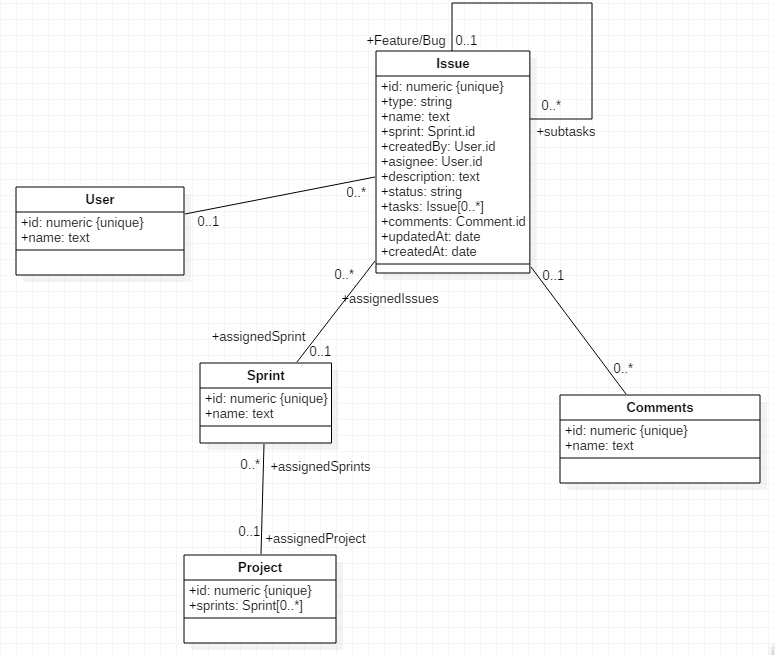 +Feature/Bug 0..1
Issue
+id: numeric {unique}
+type: string
+name: text
+sprint: Sprint.id
+createdBy: User.id
+asignee: User.id
+description: text
+status: string
+tasks: Issue[0..*]
+comments: Comment.id
+updatedAt: date
+createdAt: date
0..*
+subtasks
User
+id: numeric {unique}
+name: text
0..1
0..*
0..*
+assignedIssues
+assignedSprint
0..1
Sprint
+id: numeric {unique}
+name: text
0..1
0..*
Comments
+id: numeric {unique}
+name: text
0..*
+assignedSprints
0..1
+assignedProject
Project
+id: numeric {unique}
+sprints: Sprint[0..*]